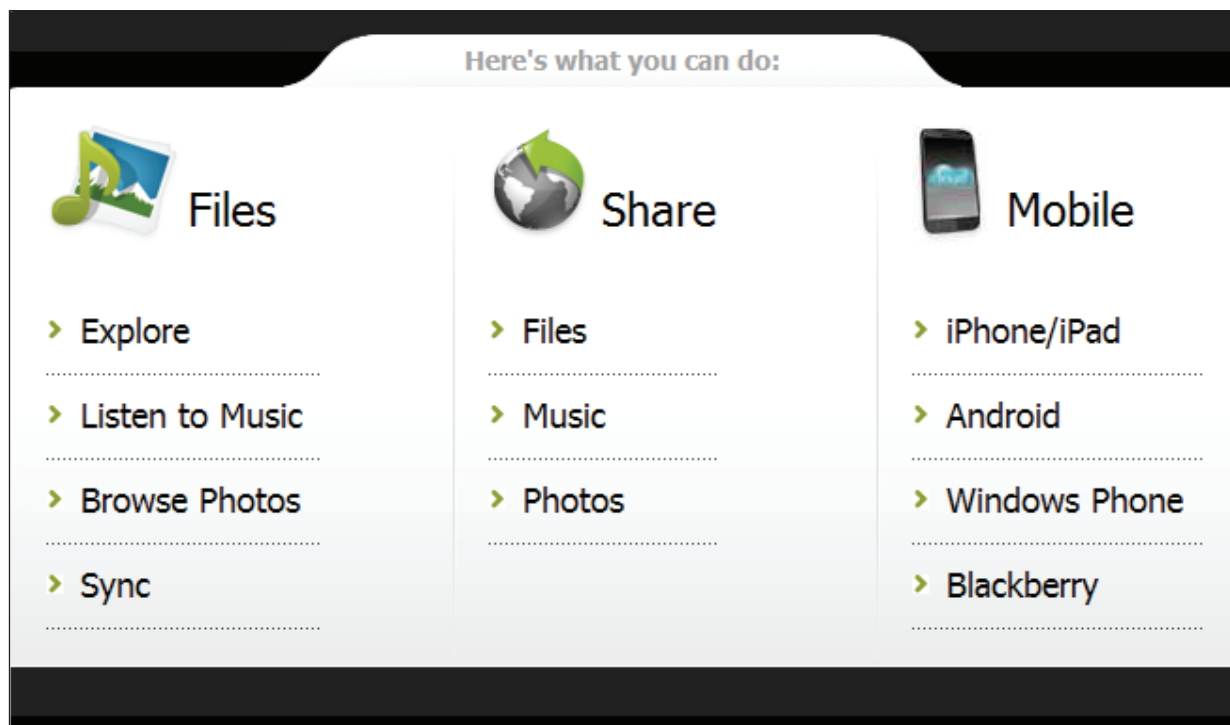 Here's what you can do:
Files
Explore
Listen to Music
Browse Photos
Sync
Share
Files
Music
Photos
cloud
Mobile
iPhone/iPad
Android
Windows Phone
Blackberry